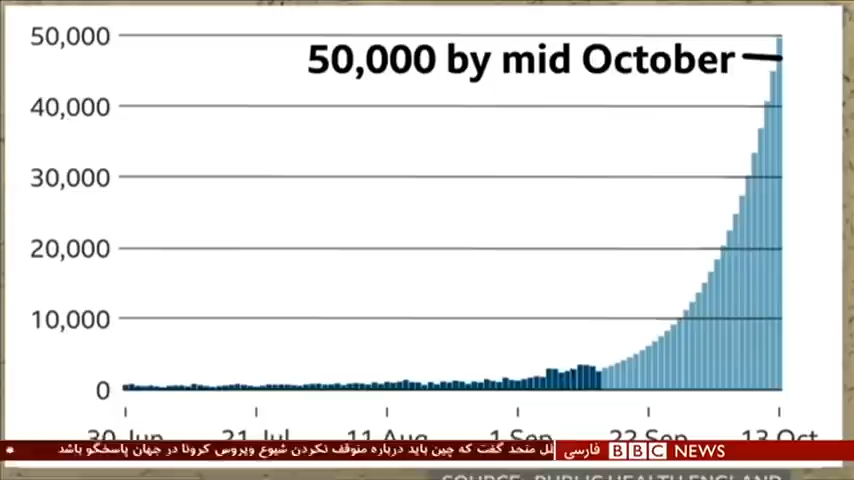 50,000
50,000 by mid October
40,000
30,000
20,000
10,000
0
30 Jun 21 Jul 11 Aug 1 Sep 22 Sep 13 Oct
متحد گفت که چین باید درباره متوقف نکردن شیوع ویروس کرونا در جهان پاسخگو باشد
BBC NEWS فارسی
SOURCE: PUBLIC HEALTH ENGLAND